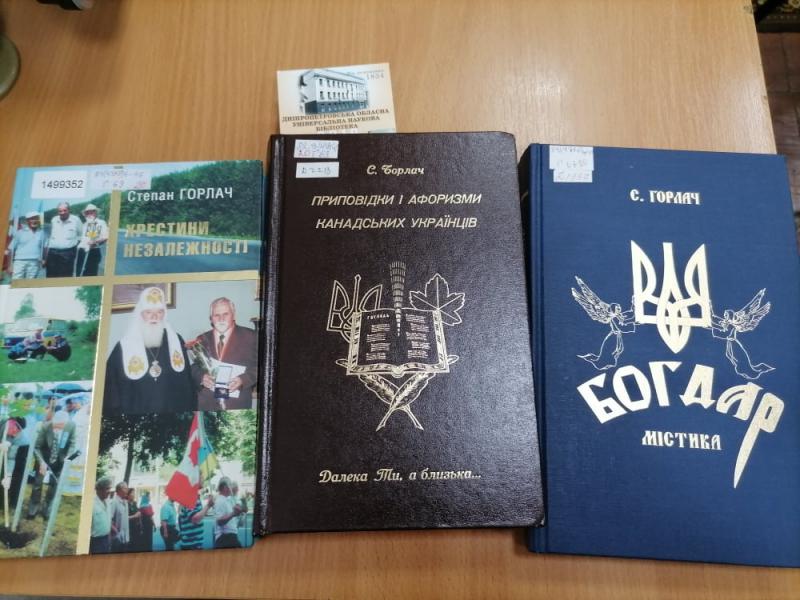 1834
ДНІПРОПЕТРОВСЬКА ОБЛАСНА
УНІВЕРСАЛЬНА НАУКОВА
БІБЛІОТЕКА
1499352
Степан ГОРЛАЧ
ХРЕСТИНИ
НЕЗАЛЕЖНОСТІ
С. Горлач
ПРИПОВІДКИ І АФОРИЗМИ
КАНАДСЬКИХ УКРАЇНЦІВ
Далека Ти, а близька...
С. ГОРЛАЧ
БОГДАР
МІСТИКА